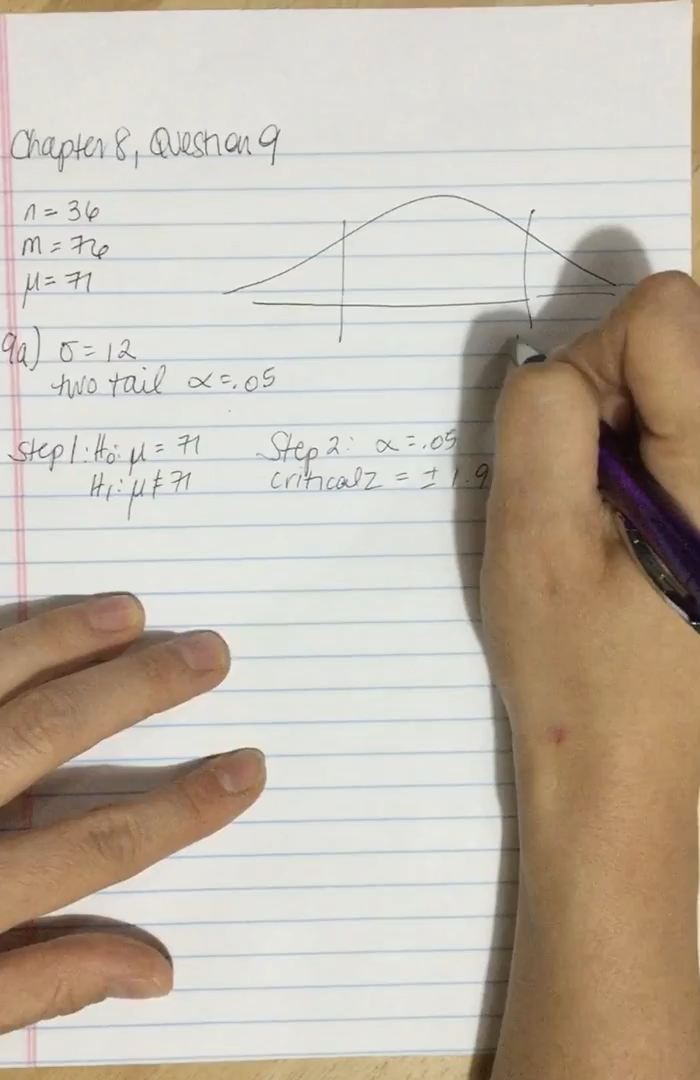 Chapter 8, Question 9
n = 36
m = 76
μ = 71
9a) σ = 12
two tail α = .05
Step 1: H₀: μ = 71
H₁: μ ≠ 71
Step 2: α = .05
critical z = ± 1.9